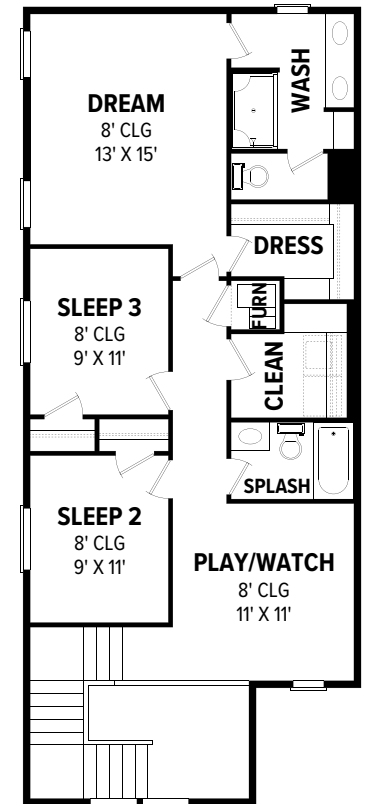 DREAM
8' CLG
13' X 15'
WASH
DRESS
SLEEP 3
8' CLG
9' X 11'
FURN
CLEAN
SPLASH
SLEEP 2
8' CLG
9' X 11'
PLAY/WATCH
8' CLG
11' X 11'